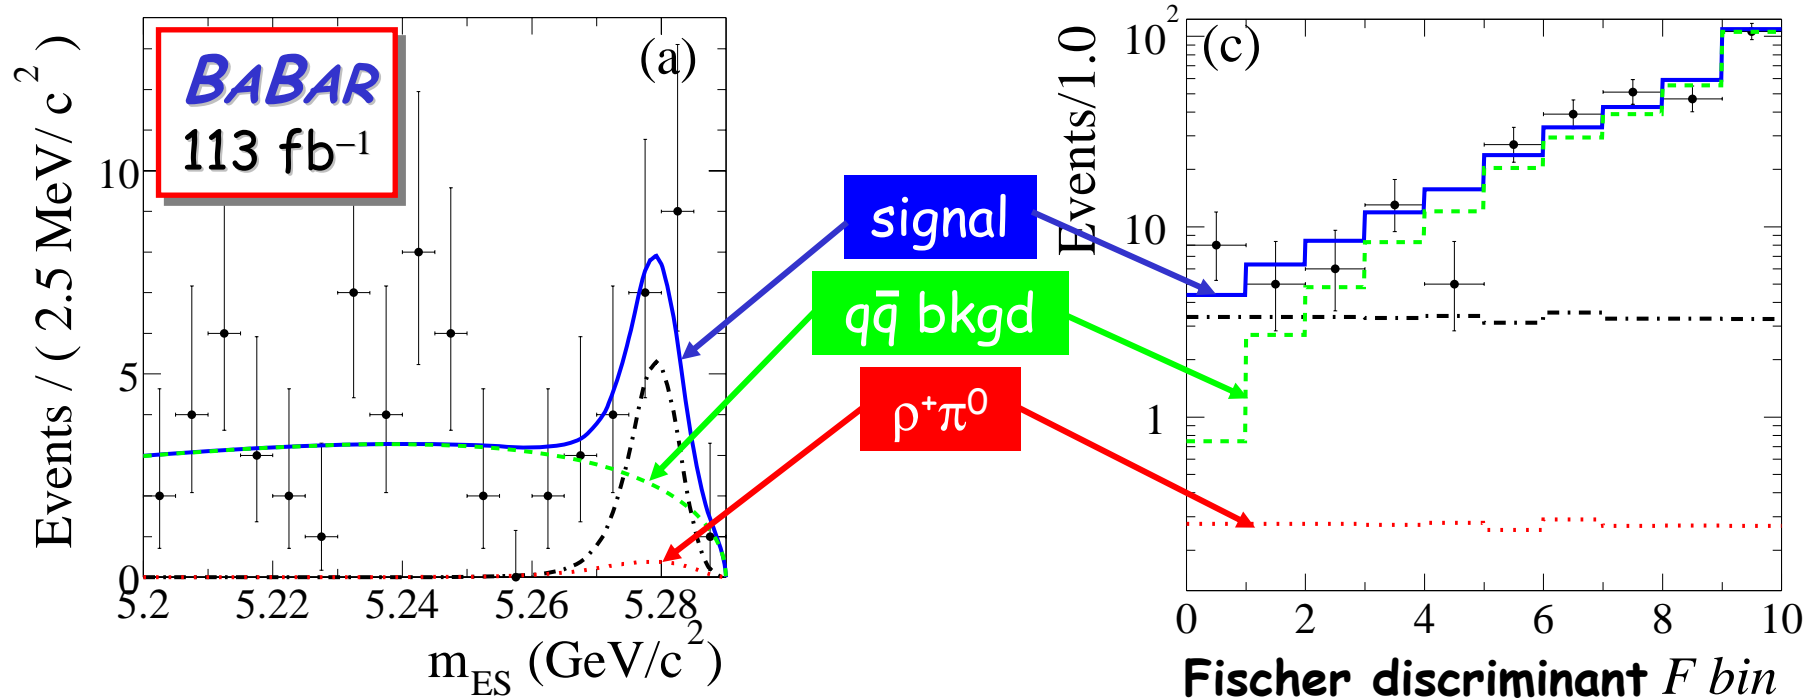 BABAR
113 fb⁻¹
(a)
Events / ( 2.5 MeV/ c² )
10
5
0
5.2 5.22 5.24 5.26 5.28
m_ES (GeV/c²)
signal
qq̅ bkgd
ρ⁺π⁰
(c)
Events/1.0
10²
10
1
0 2 4 6 8 10
Fischer discriminant F bin